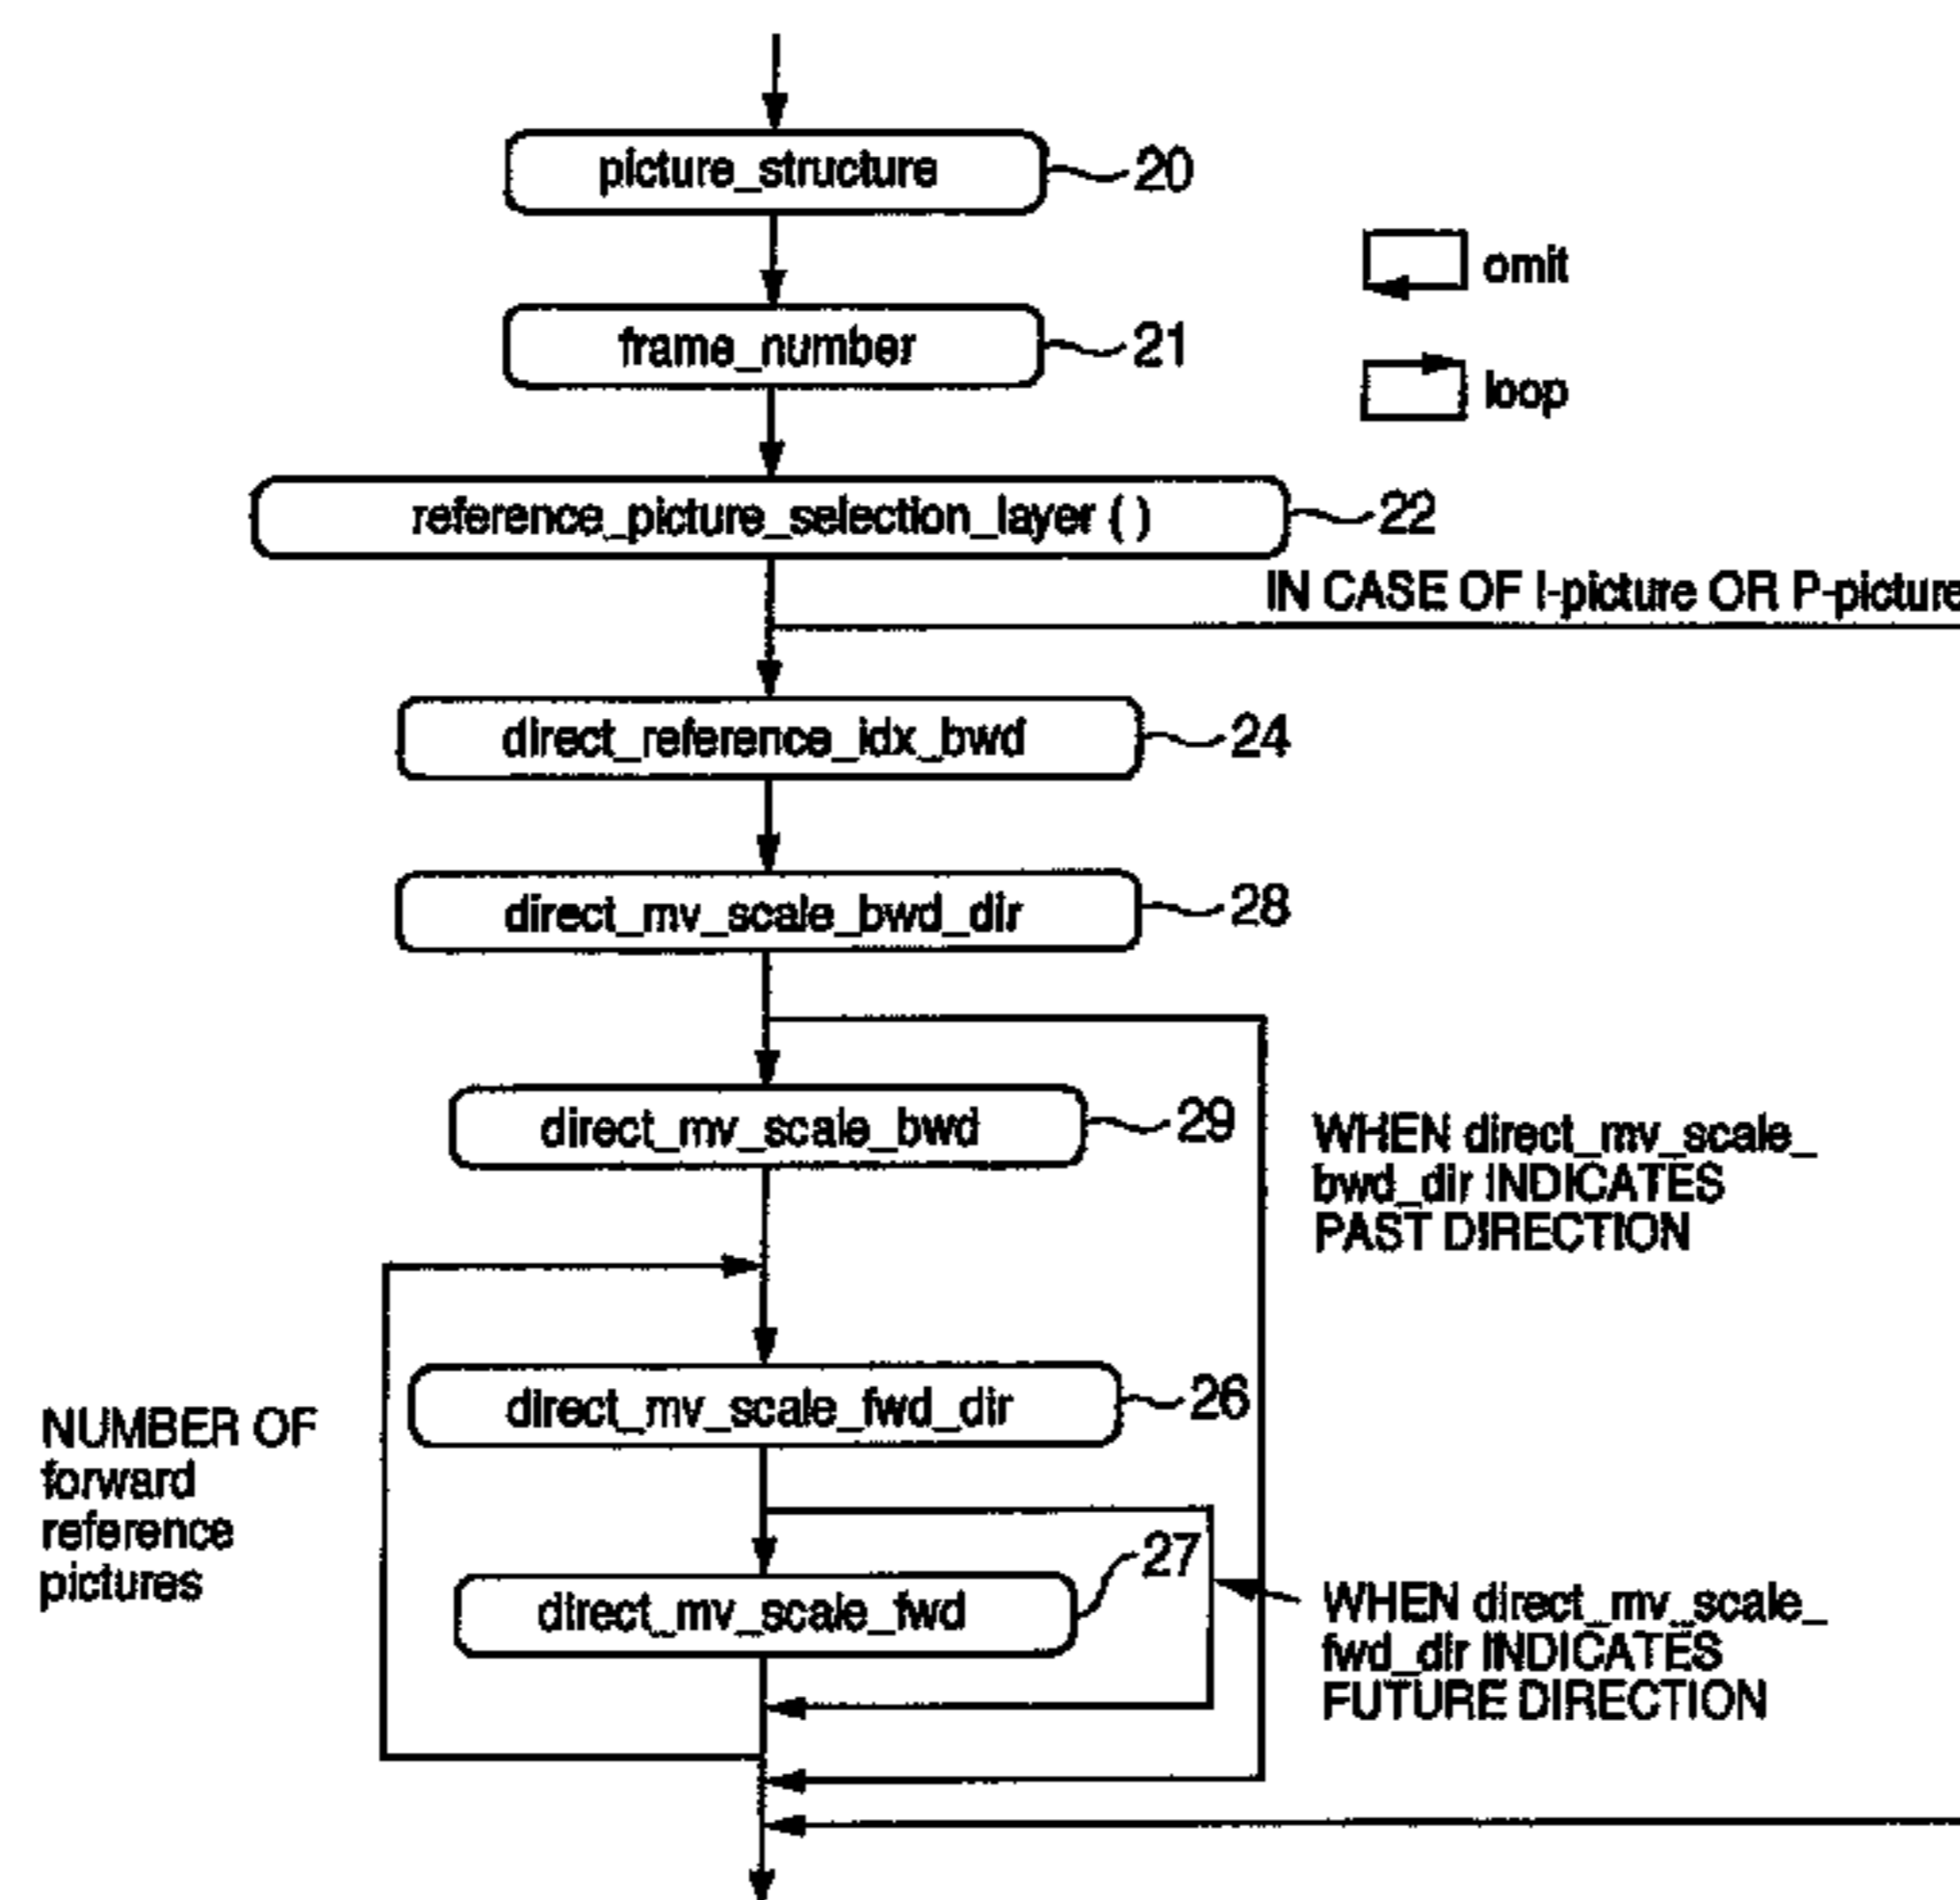 picture_structure
20
omit
frame_number
21
loop
reference_picture_selection_layer ( )
22
IN CASE OF I-picture OR P-picture
direct_reference_idx_bwd
24
direct_mv_scale_bwd_dir
28
direct_mv_scale_bwd
29
WHEN direct_mv_scale_
bwd_dir INDICATES
PAST DIRECTION
direct_mv_scale_fwd_dir
26
NUMBER OF
forward
reference
pictures
direct_mv_scale_fwd
27
WHEN direct_mv_scale_
fwd_dir INDICATES
FUTURE DIRECTION